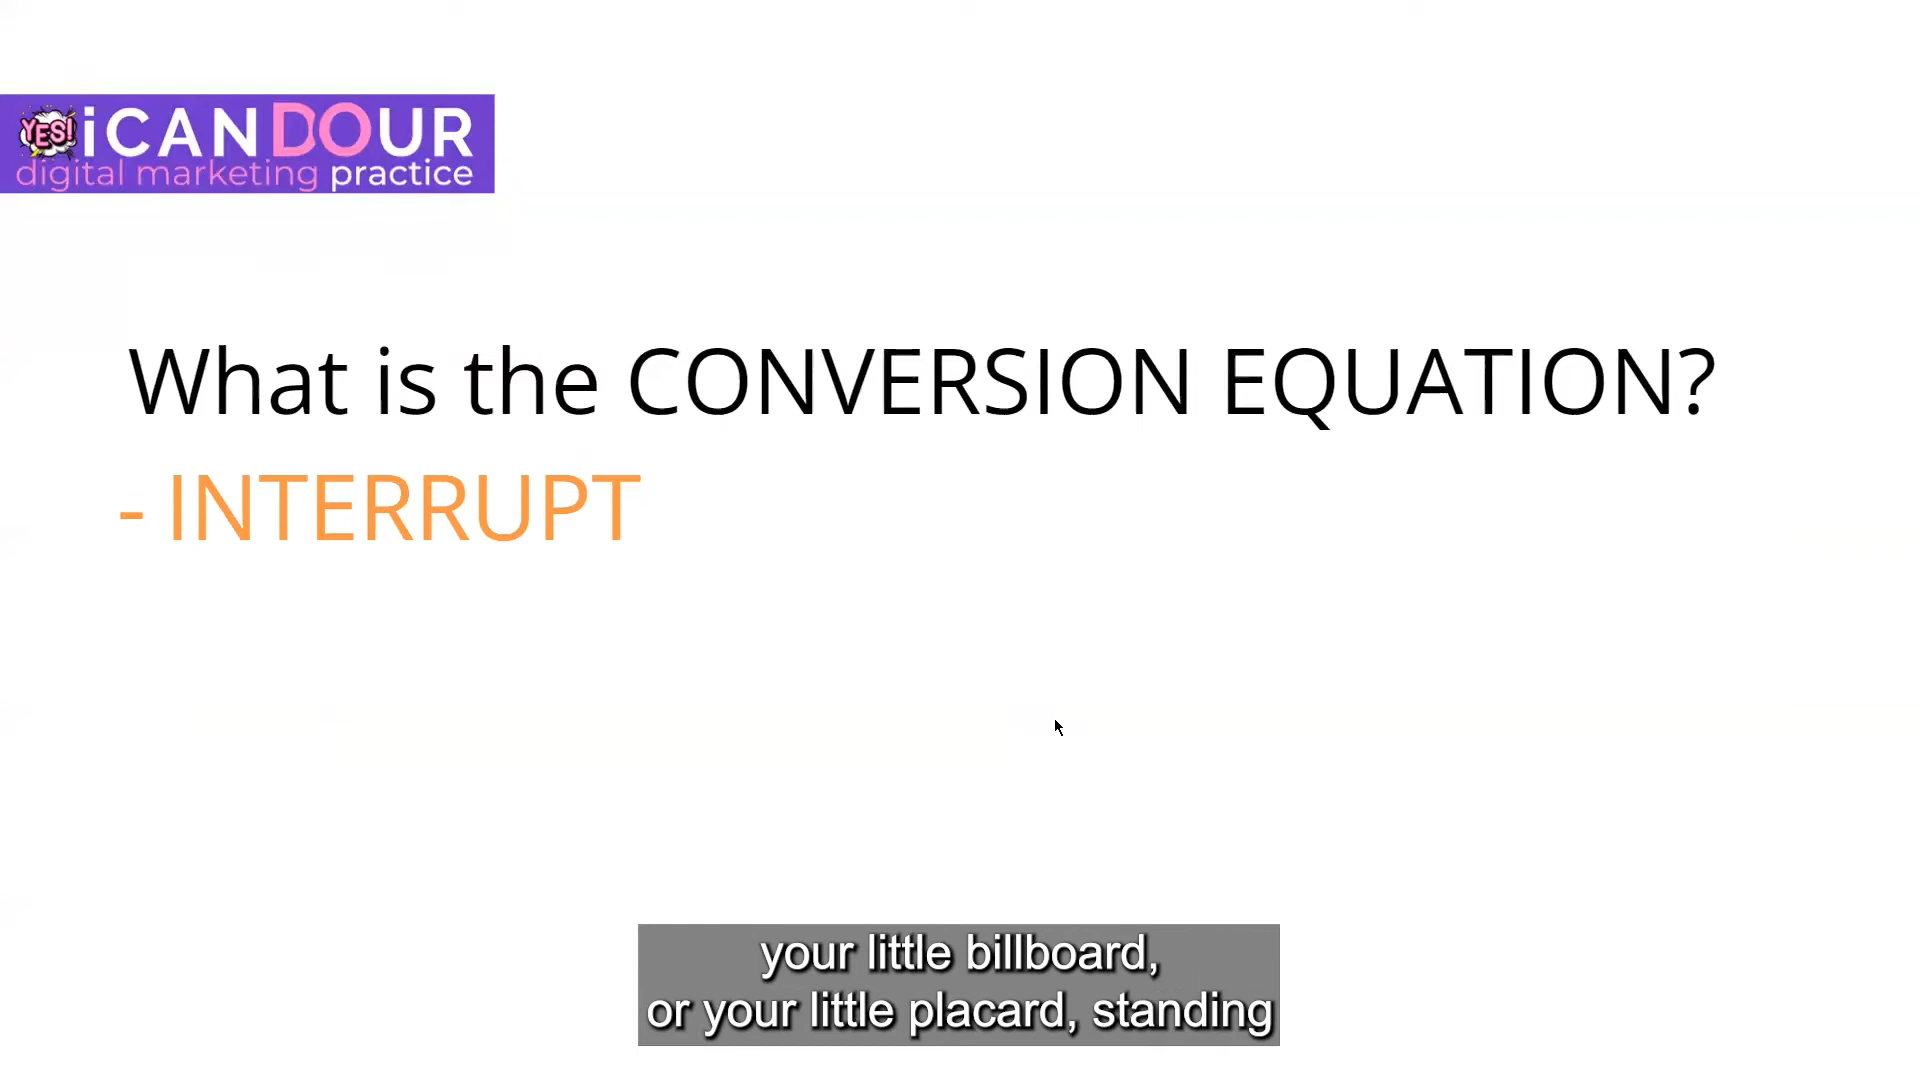 YES! iCANDOUR
digital marketing practice
What is the CONVERSION EQUATION?
- INTERRUPT
your little billboard,
or your little placard, standing